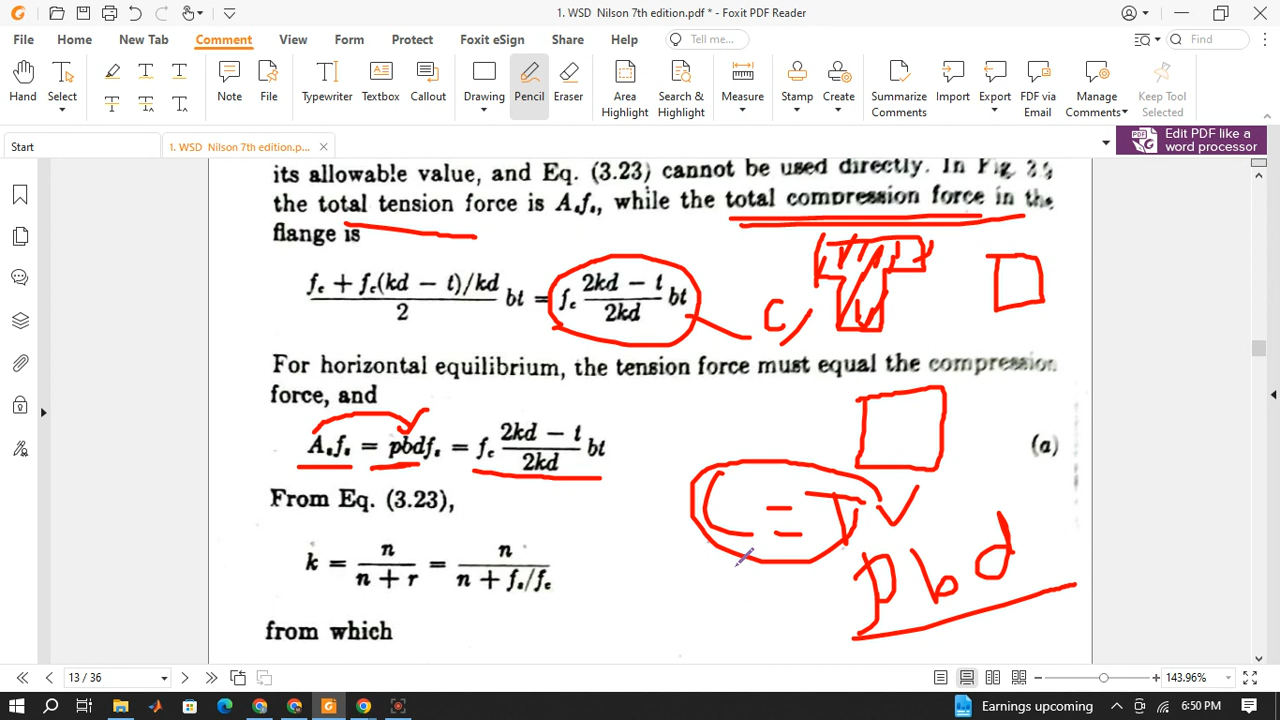 1. WSD Nilson 7th edition.pdf * - Foxit PDF Reader
File Home New Tab Comment View Form Protect Foxit eSign Share Help Tell me... Find
Hand Select Note File Typewriter Textbox Callout Drawing Pencil Eraser Area Highlight Search & Highlight Measure Stamp Create Summarize Comments Import Export PDF via Email Manage Comments Keep Tool Selected
Start 1. WSD Nilson 7th edition.p... Edit PDF like a word processor
its allowable value, and Eq. (3.23) cannot be used directly. In Fig. 3.9
the total tension force is Asfs, while the total compression force in the
flange is
fc + fc(kd − t)/kd / 2 bt = fc 2kd − t / 2kd bt
C,
For horizontal equilibrium, the tension force must equal the compression
force, and
Asfs = pbdfs = fc 2kd − t / 2kd bt (a)
C = T
From Eq. (3.23),
pbd
k = n / n + r = n / n + fs/fc
from which
13 / 36 143.96%
Earnings upcoming 6:50 PM